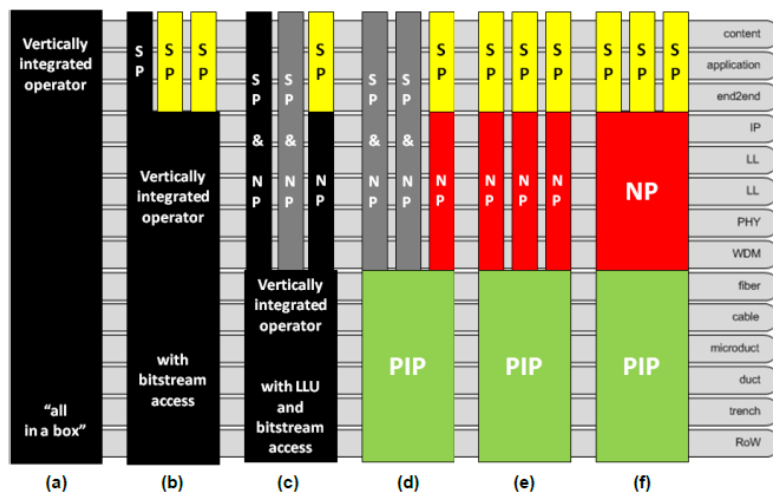 Vertically
integrated
operator
"all
in a box"
(a)
S
P
S
P
S
P
Vertically
integrated
operator
with
bitstream
access
(b)
S
P
&
N
P
S
P
&
N
P
S
P
N
P
Vertically
integrated
operator
with LLU
and
bitstream
access
(c)
S
P
&
N
P
S
P
&
N
P
S
P
N
P
PIP
(d)
S
P
S
P
S
P
N
P
N
P
N
P
PIP
(e)
S
P
S
P
S
P
NP
PIP
(f)
content
application
end2end
IP
LL
LL
PHY
WDM
fiber
cable
microduct
duct
trench
RoW